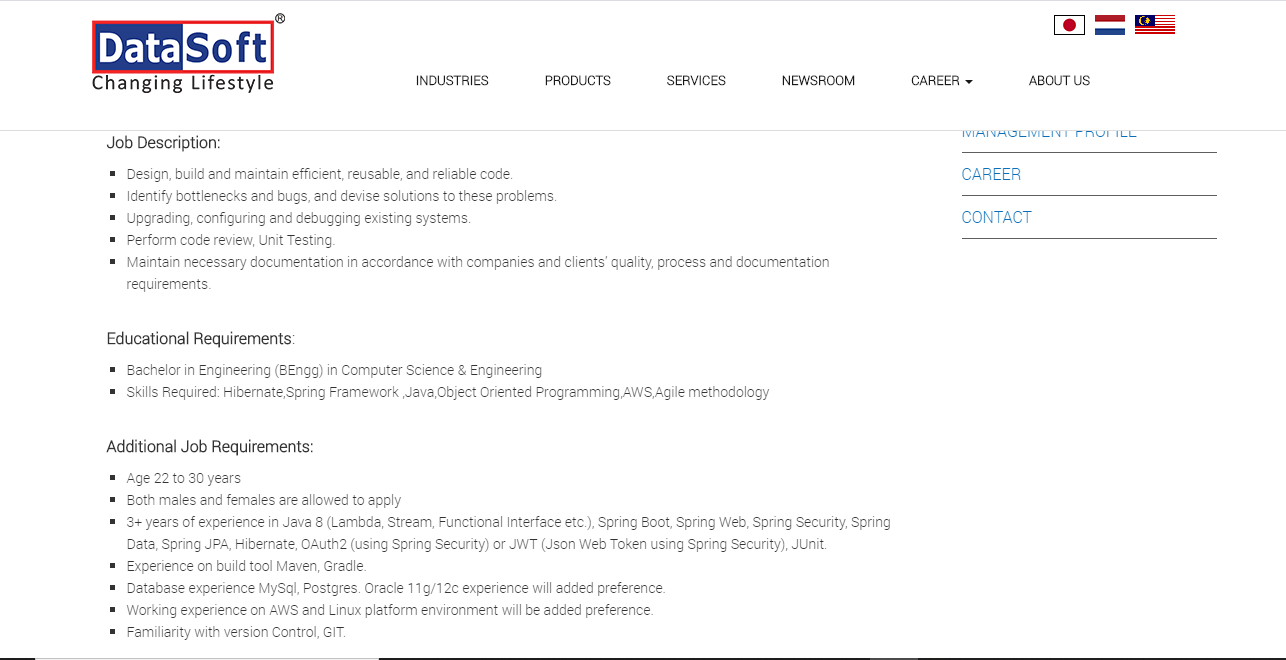 DataSoft®
Changing Lifestyle
INDUSTRIES PRODUCTS SERVICES NEWSROOM CAREER ABOUT US
MANAGEMENT PROFILE
CAREER
CONTACT
Job Description:
Design, build and maintain efficient, reusable, and reliable code.
Identify bottlenecks and bugs, and devise solutions to these problems.
Upgrading, configuring and debugging existing systems.
Perform code review, Unit Testing.
Maintain necessary documentation in accordance with companies and clients’ quality, process and documentation
requirements.
Educational Requirements:
Bachelor in Engineering (BEngg) in Computer Science & Engineering
Skills Required: Hibernate,Spring Framework ,Java,Object Oriented Programming,AWS,Agile methodology
Additional Job Requirements:
Age 22 to 30 years
Both males and females are allowed to apply
3+ years of experience in Java 8 (Lambda, Stream, Functional Interface etc.), Spring Boot, Spring Web, Spring Security, Spring
Data, Spring JPA, Hibernate, OAuth2 (using Spring Security) or JWT (Json Web Token using Spring Security), JUnit.
Experience on build tool Maven, Gradle.
Database experience MySql, Postgres. Oracle 11g/12c experience will added preference.
Working experience on AWS and Linux platform environment will be added preference.
Familiarity with version Control, GIT.